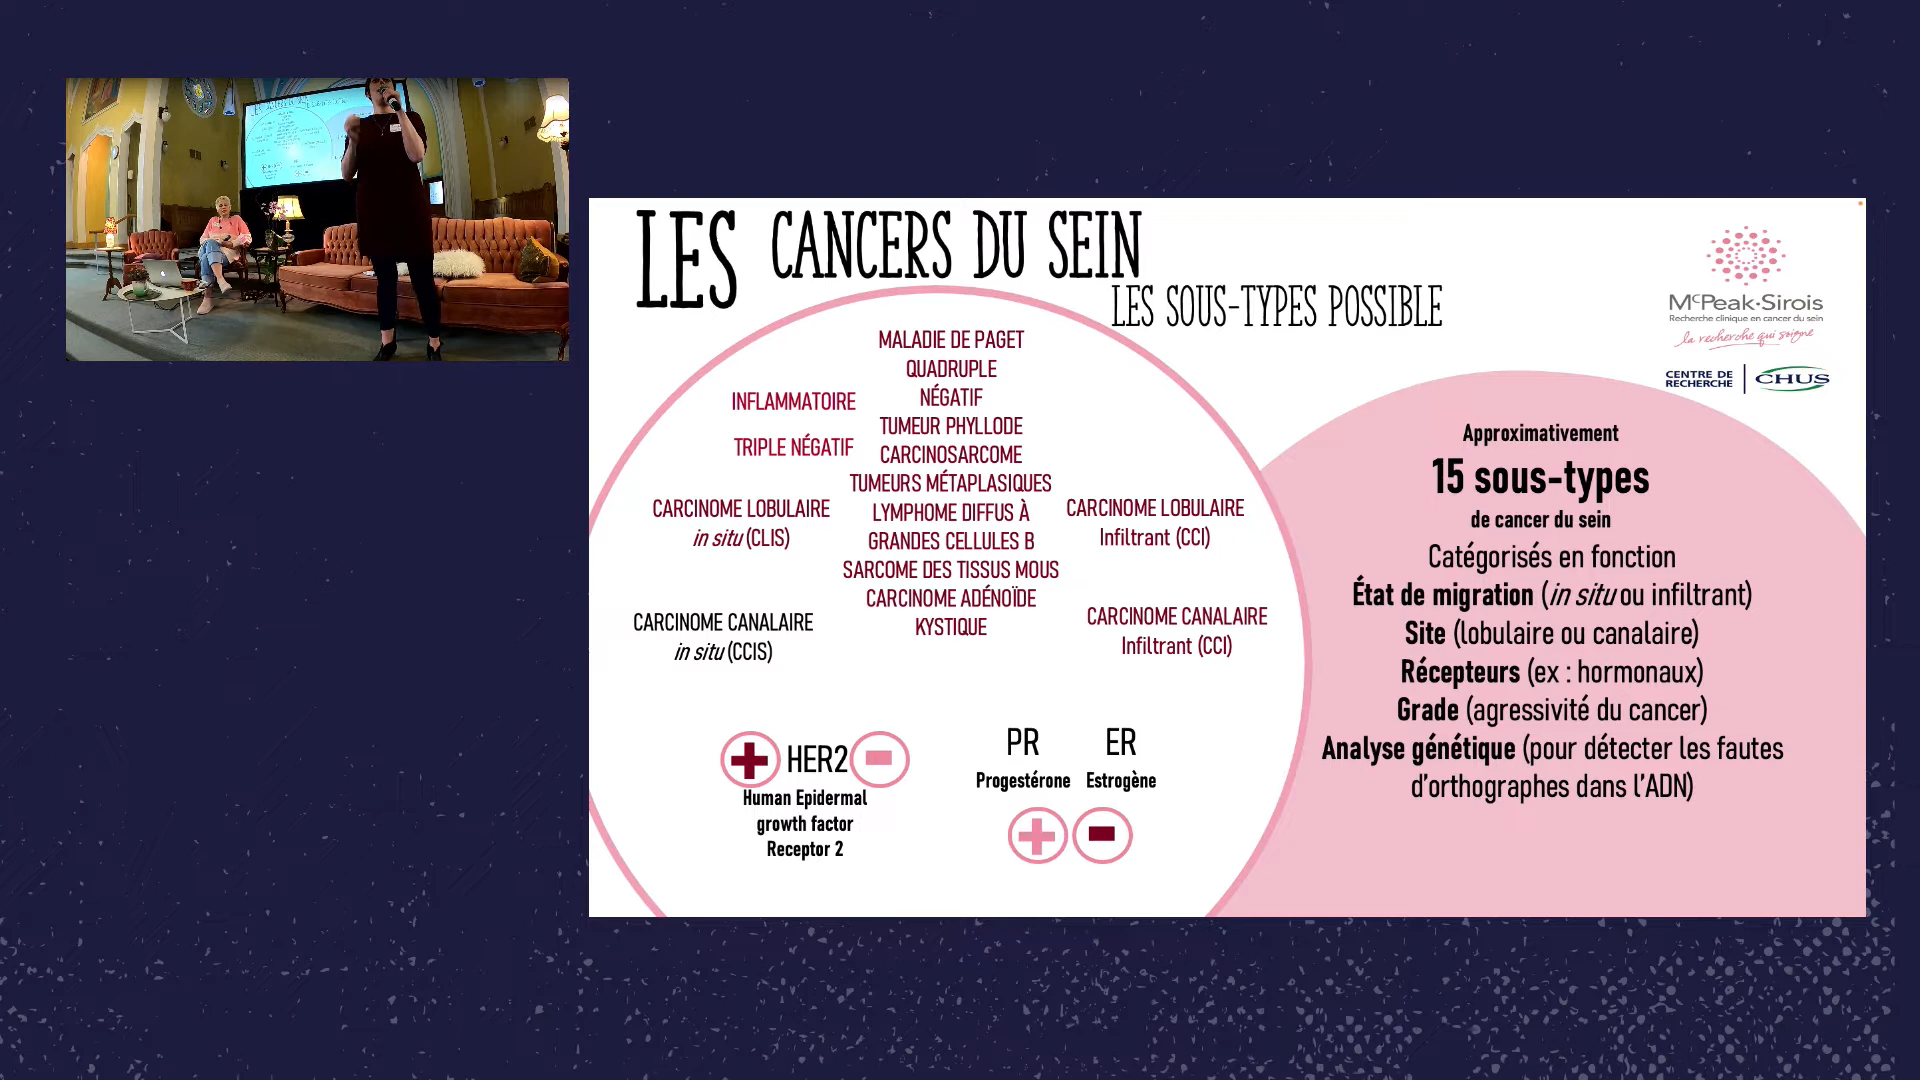 LES CANCERS DU SEIN
LES SOUS-TYPES POSSIBLE
McPeak·Sirois
Recherche clinique en cancer du sein
la recherche qui soigne
CENTRE DE
RECHERCHE
CHUS
MALADIE DE PAGET
QUADRUPLE
NÉGATIF
TUMEUR PHYLLODE
CARCINOSARCOME
TUMEURS MÉTAPLASIQUES
LYMPHOME DIFFUS À
GRANDES CELLULES B
SARCOME DES TISSUS MOUS
CARCINOME ADÉNOÏDE
KYSTIQUE
INFLAMMATOIRE
TRIPLE NÉGATIF
CARCINOME LOBULAIRE
in situ (CLIS)
CARCINOME CANALAIRE
in situ (CCIS)
CARCINOME LOBULAIRE
Infiltrant (CCI)
CARCINOME CANALAIRE
Infiltrant (CCI)
HER2
Human Epidermal
growth factor
Receptor 2
PR ER
Progestérone Estrogène
Approximativement
15 sous-types
de cancer du sein
Catégorisés en fonction
État de migration (in situ ou infiltrant)
Site (lobulaire ou canalaire)
Récepteurs (ex : hormonaux)
Grade (agressivité du cancer)
Analyse génétique (pour détecter les fautes
d'orthographes dans l'ADN)